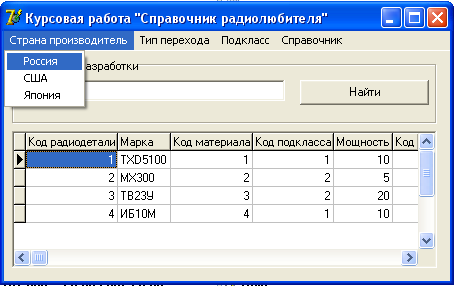 Курсовая работа "Справочник радиолюбителя"
Страна производитель Тип перехода Подкласс Справочник
Россия
США
Япония
Найти
Код радиодетали Марка Код материала Код подкласса Мощность Код
1 TXD5100 1 1 10
2 MX300 2 2 5
3 ТВ23У 3 2 20
4 ИБ10М 4 1 10